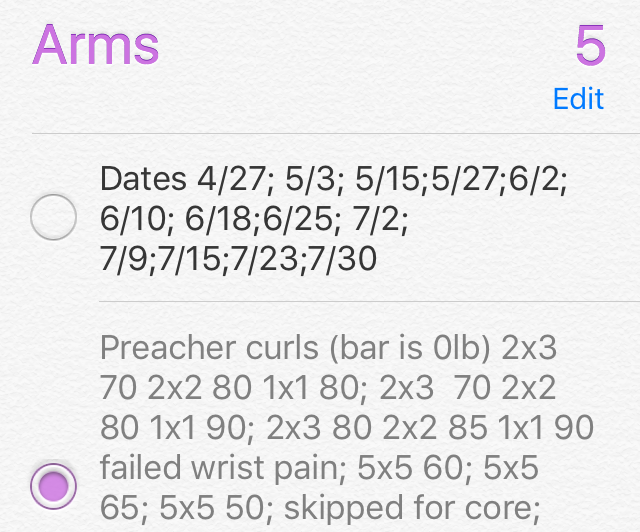 Arms 5
Edit
Dates 4/27; 5/3; 5/15;5/27;6/2;
6/10; 6/18;6/25; 7/2;
7/9;7/15;7/23;7/30
Preacher curls (bar is 0lb) 2x3
70 2x2 80 1x1 80; 2x3  70 2x2
80 1x1 90; 2x3 80 2x2 85 1x1 90
failed wrist pain; 5x5 60; 5x5
65; 5x5 50; skipped for core;